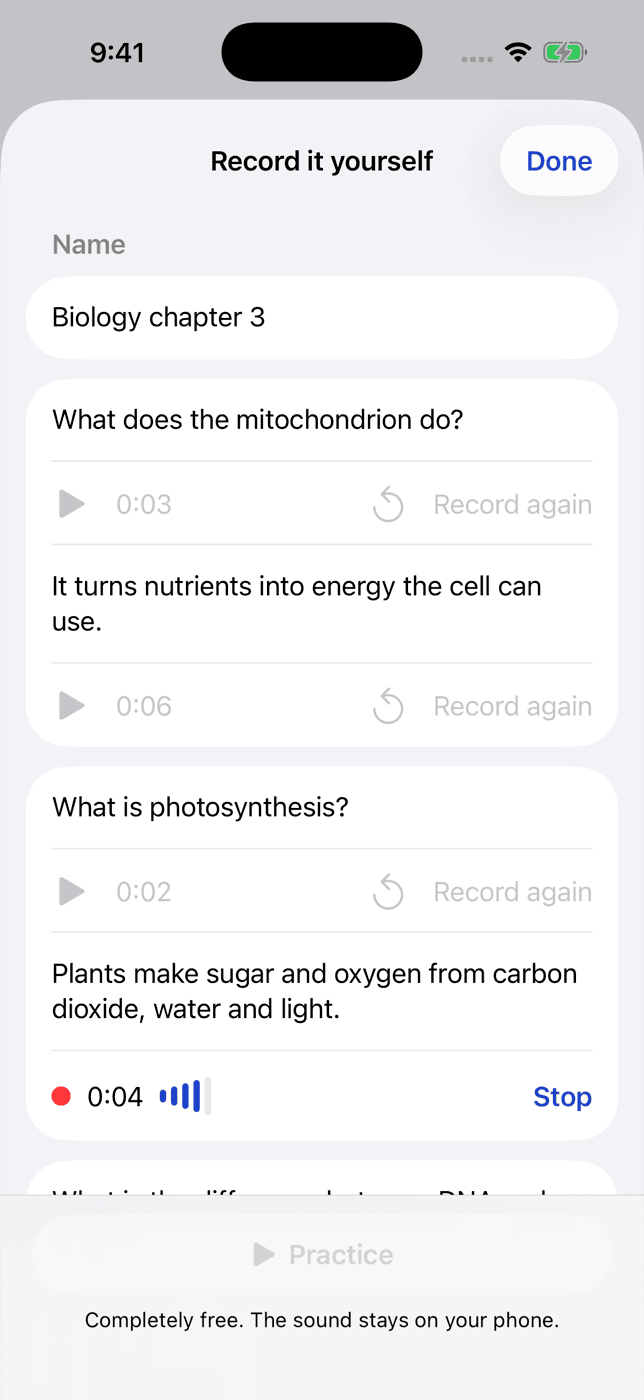 9:41
Record it yourself
Done
Name
Biology chapter 3
What does the mitochondrion do?
0:03
Record again
It turns nutrients into energy the cell can
use.
0:06
Record again
What is photosynthesis?
0:02
Record again
Plants make sugar and oxygen from carbon
dioxide, water and light.
0:04
Stop
Practice
Completely free. The sound stays on your phone.